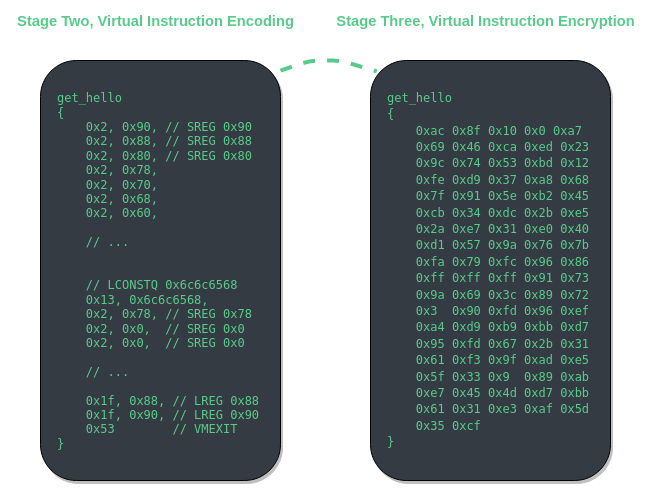 Stage Two, Virtual Instruction Encoding
get_hello
{
    0x2, 0x90, // SREG 0x90
    0x2, 0x88, // SREG 0x88
    0x2, 0x80, // SREG 0x80
    0x2, 0x78,
    0x2, 0x70,
    0x2, 0x68,
    0x2, 0x60,
    // ...
    // LCONSTQ 0x6c6c6568
    0x13, 0x6c6c6568,
    0x2, 0x78, // SREG 0x78
    0x2, 0x0,  // SREG 0x0
    0x2, 0x0,  // SREG 0x0
    // ...
    0x1f, 0x88, // LREG 0x88
    0x1f, 0x90, // LREG 0x90
    0x53        // VMEXIT
}
Stage Three, Virtual Instruction Encryption
get_hello
{
    0xac 0x8f 0x10 0x0 0xa7
    0x69 0x46 0xca 0xed 0x23
    0x9c 0x74 0x53 0xbd 0x12
    0xfe 0xd9 0x37 0xa8 0x68
    0x7f 0x91 0x5e 0xb2 0x45
    0xcb 0x34 0xdc 0x2b 0xe5
    0x2a 0xe7 0x31 0xe0 0x40
    0xd1 0x57 0x9a 0x76 0x7b
    0xfa 0x79 0xfc 0x96 0x86
    0xff 0xff 0xff 0x91 0x73
    0x9a 0x69 0x3c 0x89 0x72
    0x3  0x90 0xfd 0x96 0xef
    0xa4 0xd9 0xb9 0xbb 0xd7
    0x95 0xfd 0x67 0x2b 0x31
    0x61 0xf3 0x9f 0xad 0xe5
    0x5f 0x33 0x9  0x89 0xab
    0xe7 0x45 0x4d 0xd7 0xbb
    0x61 0x31 0xe3 0xaf 0x5d
    0x35 0xcf
}